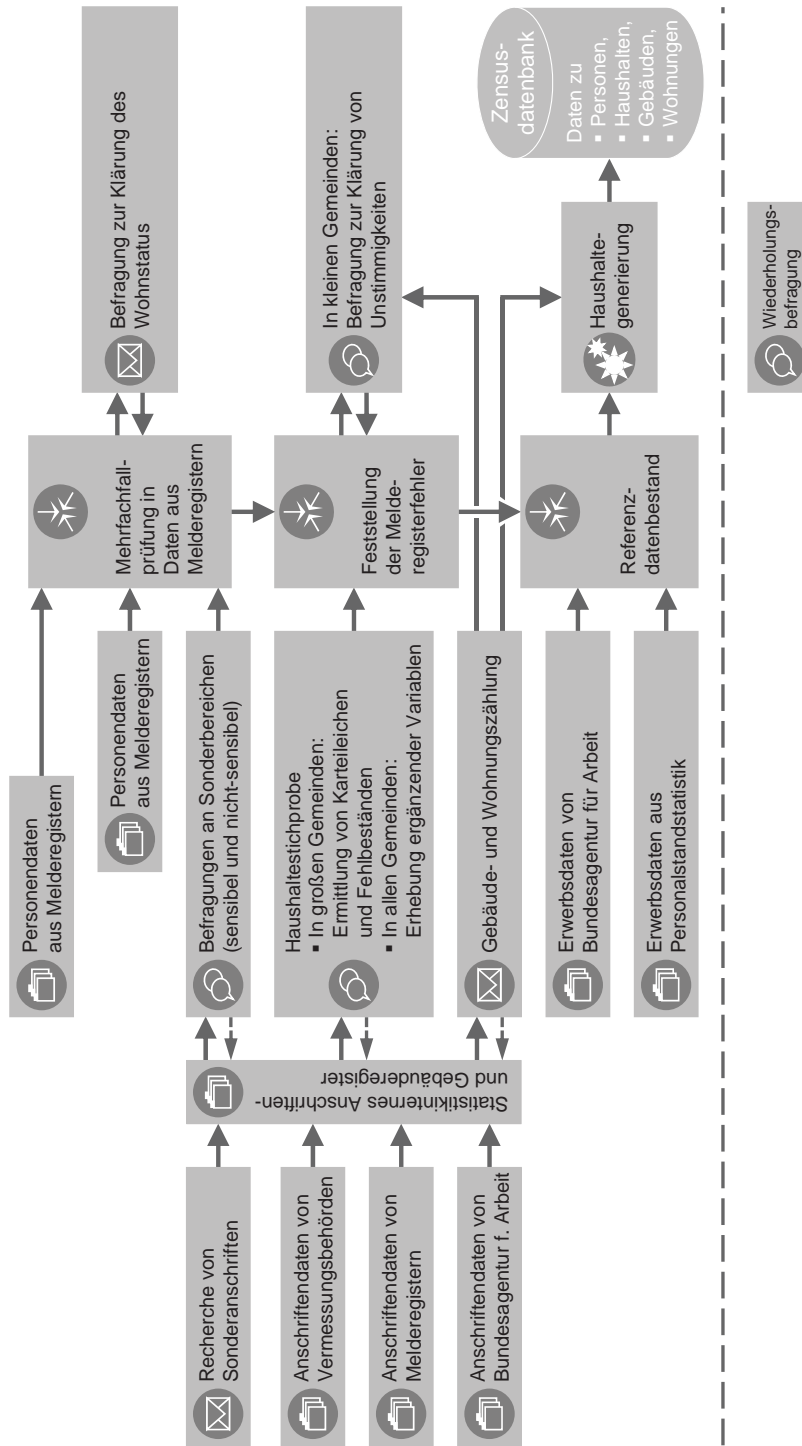 Personendaten
aus Melderegistern
Personendaten
aus Melderegistern
Mehrfachfall-
prüfung in
Daten aus
Melderegistern
Befragung zur Klärung des
Wohnstatus
Recherche von
Sonderanschriften
Anschriftendaten von
Vermessungsbehörden
Anschriftendaten von
Melderegistern
Anschriftendaten von
Bundesagentur f. Arbeit
Statistikinternes Anschriften-
und Gebäuderegister
Befragungen an Sonderbereichen
(sensibel und nicht-sensibel)
Haushaltestichprobe
▪ In großen Gemeinden:
Ermittlung von Karteileichen
und Fehlbeständen
▪ In allen Gemeinden:
Erhebung ergänzender Variablen
Gebäude- und Wohnungszählung
Feststellung
der Melde-
registerfehler
In kleinen Gemeinden:
Befragung zur Klärung von
Unstimmigkeiten
Erwerbsdaten von
Bundesagentur für Arbeit
Erwerbsdaten aus
Personalstandstatistik
Referenz-
datenbestand
Haushalte-
generierung
Zensus-
datenbank
Daten zu
▪ Personen,
▪ Haushalten,
▪ Gebäuden,
▪ Wohnungen
Wiederholungs-
befragung